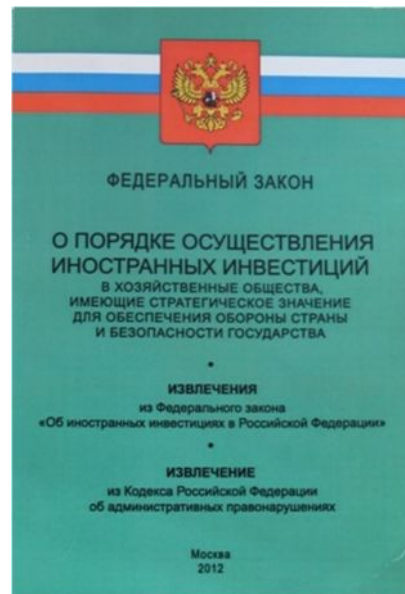 ФЕДЕРАЛЬНЫЙ ЗАКОН
О ПОРЯДКЕ ОСУЩЕСТВЛЕНИЯ
ИНОСТРАННЫХ ИНВЕСТИЦИЙ
В ХОЗЯЙСТВЕННЫЕ ОБЩЕСТВА,
ИМЕЮЩИЕ СТРАТЕГИЧЕСКОЕ ЗНАЧЕНИЕ
ДЛЯ ОБЕСПЕЧЕНИЯ ОБОРОНЫ СТРАНЫ
И БЕЗОПАСНОСТИ ГОСУДАРСТВА
•
ИЗВЛЕЧЕНИЯ
из Федерального закона
«Об иностранных инвестициях в Российской Федерации»
•
ИЗВЛЕЧЕНИЕ
из Кодекса Российской Федерации
об административных правонарушениях
Москва
2012